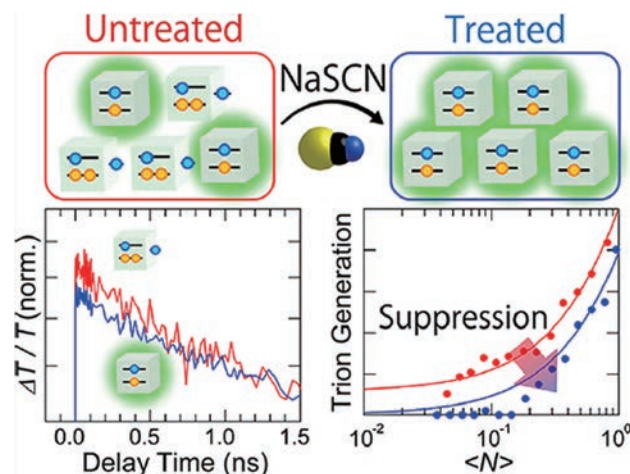 Untreated
NaSCN
Treated
ΔT / T (norm.)
0.0 0.5 1.0 1.5
Delay Time (ns)
Trion Generation
Suppression
10⁻² 10⁻¹ 10⁰
<N>